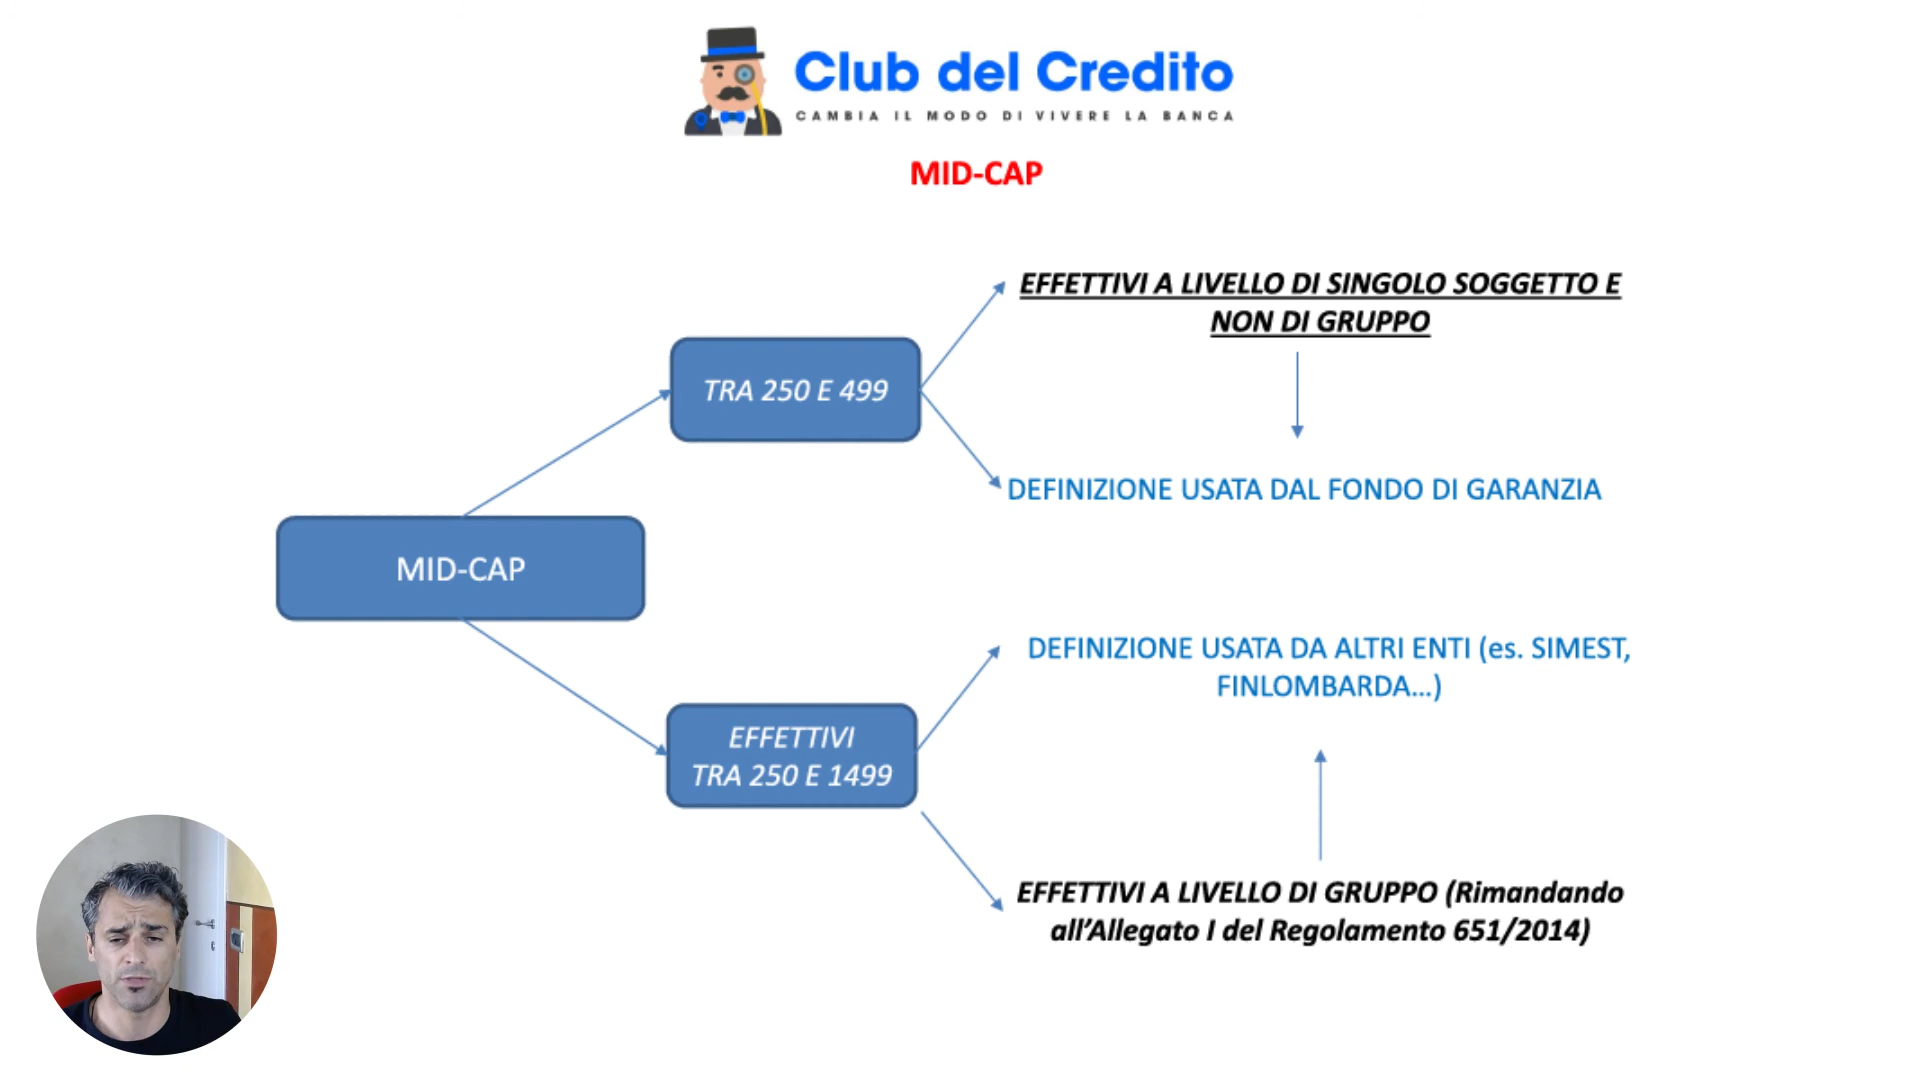 Club del Credito
CAMBIA IL MODO DI VIVERE LA BANCA
MID-CAP
EFFETTIVI A LIVELLO DI SINGOLO SOGGETTO E
NON DI GRUPPO
TRA 250 E 499
DEFINIZIONE USATA DAL FONDO DI GARANZIA
MID-CAP
DEFINIZIONE USATA DA ALTRI ENTI (es. SIMEST,
FINLOMBARDA...)
EFFETTIVI
TRA 250 E 1499
EFFETTIVI A LIVELLO DI GRUPPO (Rimandando
all'Allegato I del Regolamento 651/2014)